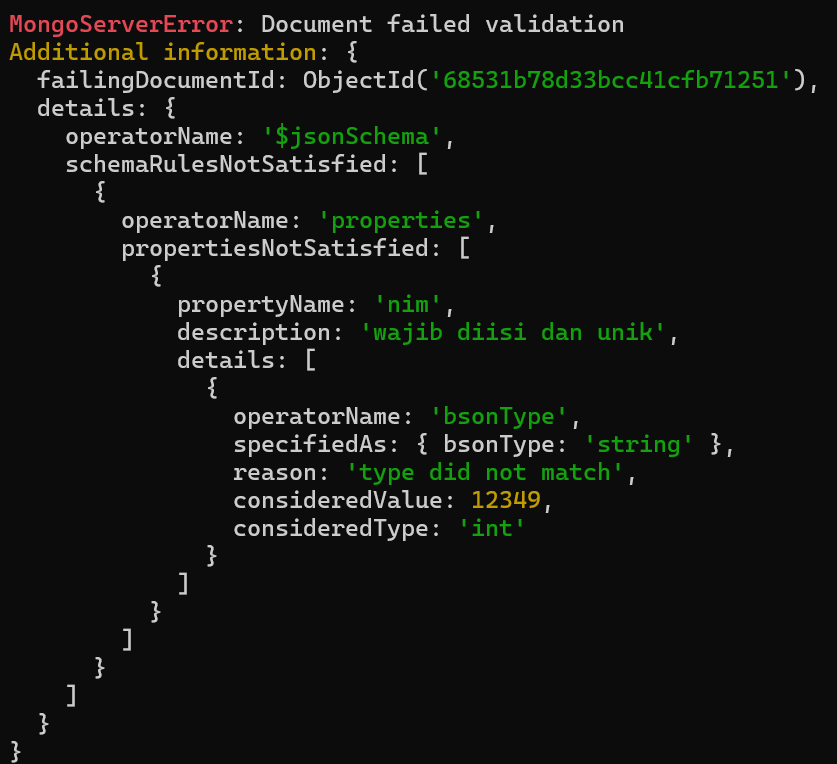 MongoServerError: Document failed validation
Additional information: {
  failingDocumentId: ObjectId('68531b78d33bcc41cfb71251'),
  details: {
    operatorName: '$jsonSchema',
    schemaRulesNotSatisfied: [
      {
        operatorName: 'properties',
        propertiesNotSatisfied: [
          {
            propertyName: 'nim',
            description: 'wajib diisi dan unik',
            details: [
              {
                operatorName: 'bsonType',
                specifiedAs: { bsonType: 'string' },
                reason: 'type did not match',
                consideredValue: 12349,
                consideredType: 'int'
              }
            ]
          }
        ]
      }
    ]
  }
}